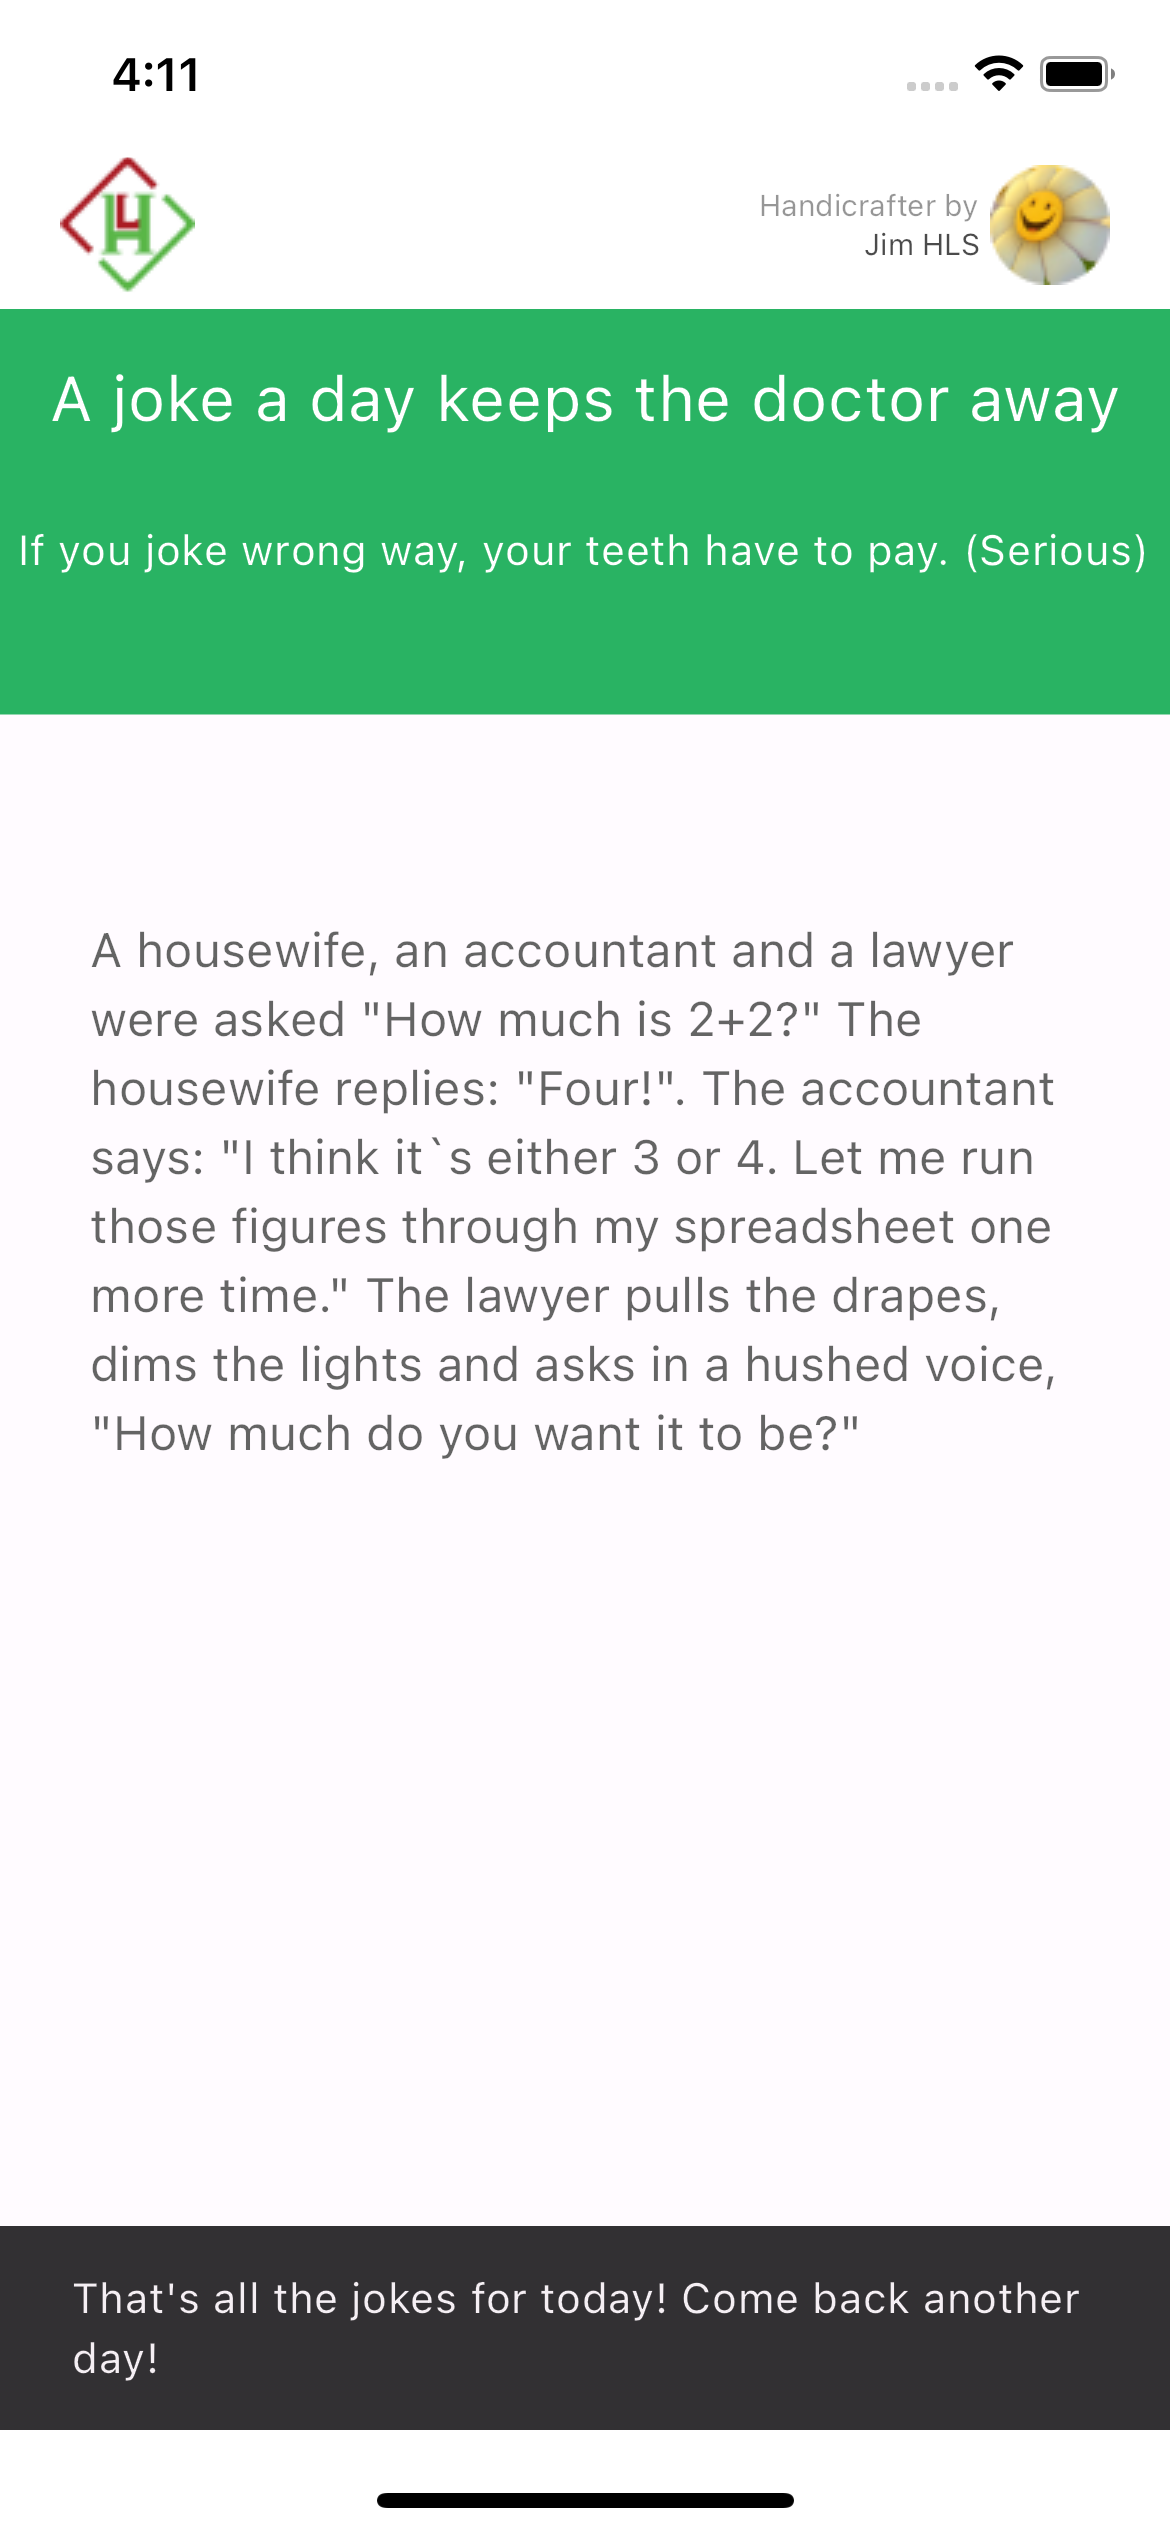 4:11
Handicrafter by
Jim HLS
A joke a day keeps the doctor away
If you joke wrong way, your teeth have to pay. (Serious)
A housewife, an accountant and a lawyer
were asked "How much is 2+2?" The
housewife replies: "Four!". The accountant
says: "I think it`s either 3 or 4. Let me run
those figures through my spreadsheet one
more time." The lawyer pulls the drapes,
dims the lights and asks in a hushed voice,
"How much do you want it to be?"
That's all the jokes for today! Come back another
day!